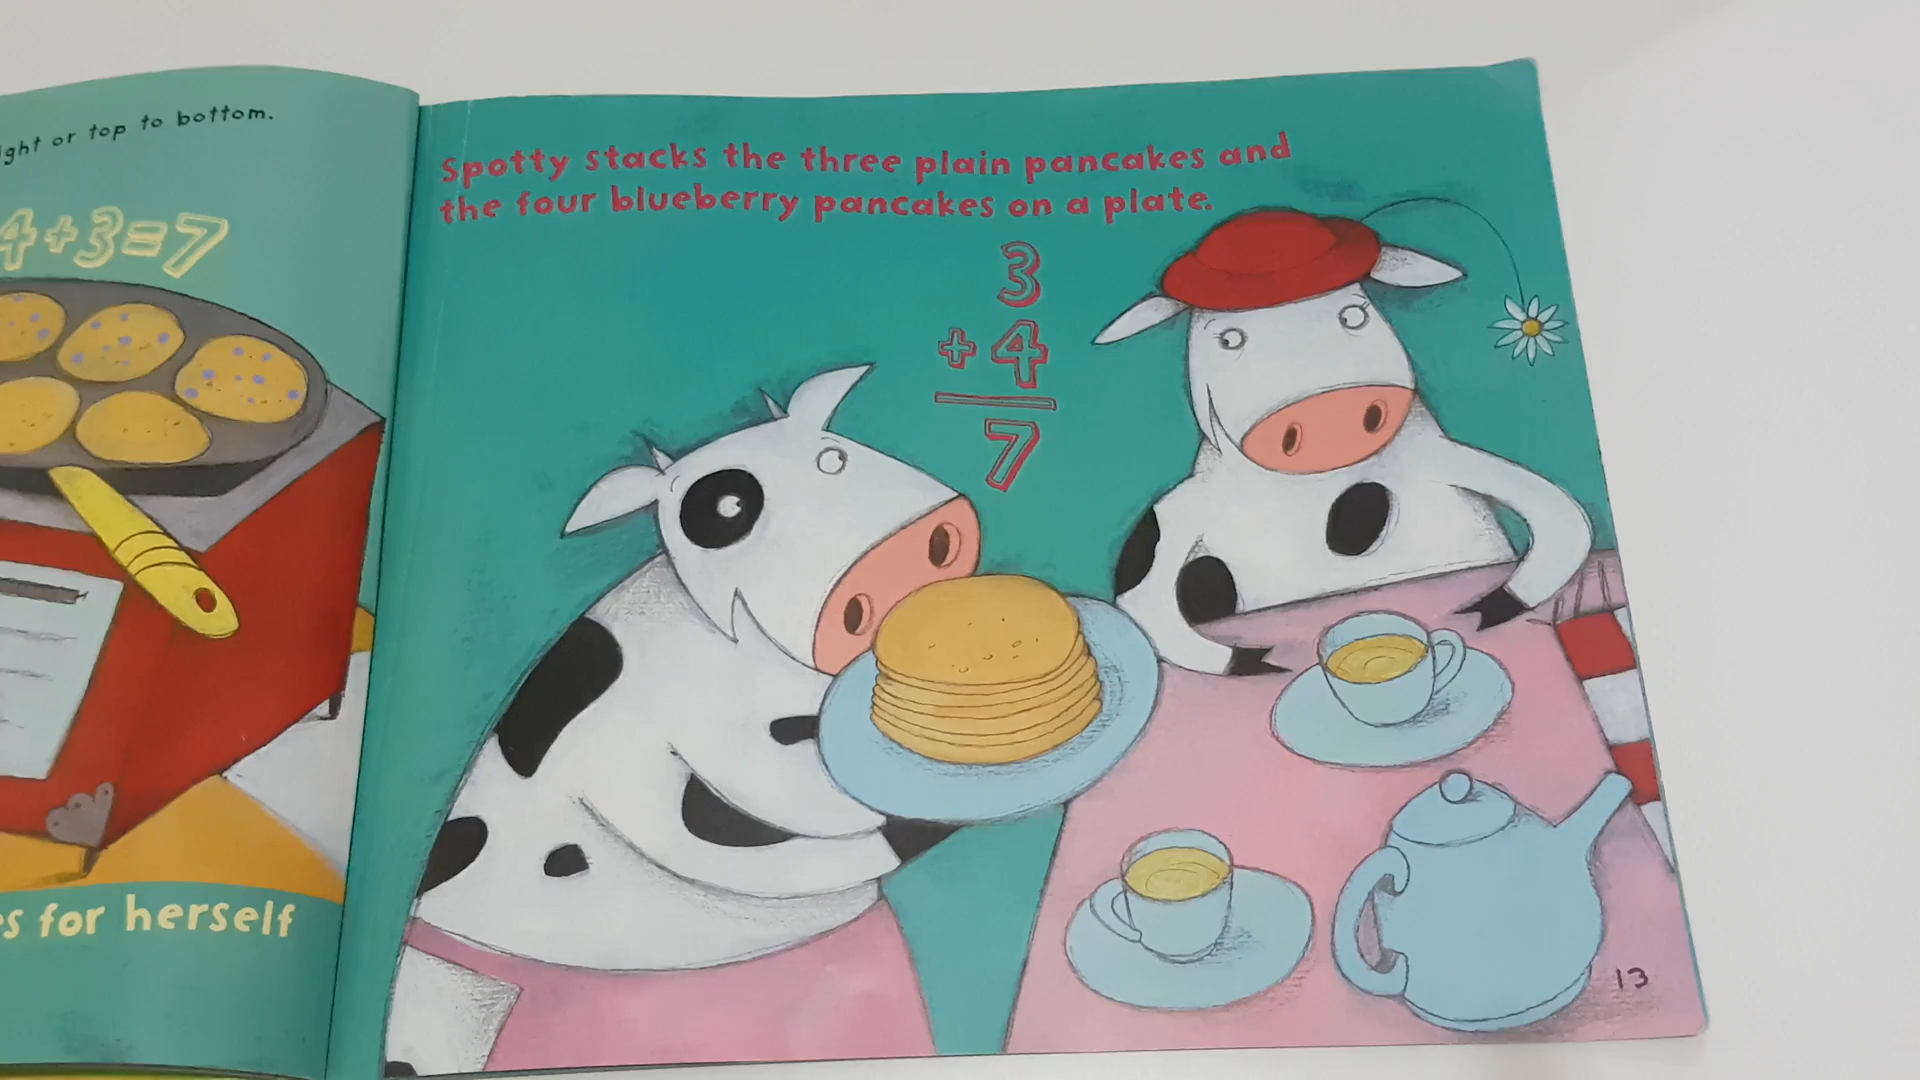 or top to bottom.
4+3=7
for herself
Spotty stacks the three plain pancakes and
the four blueberry pancakes on a plate.
3
+ 4
7
13